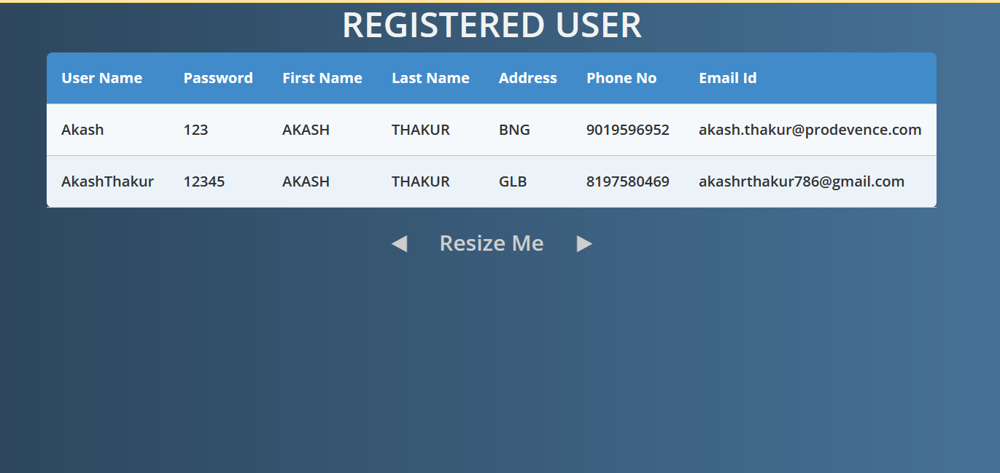 REGISTERED USER
User Name Password First Name Last Name Address Phone No Email Id
Akash 123 AKASH THAKUR BNG 9019596952 akash.thakur@prodevence.com
AkashThakur 12345 AKASH THAKUR GLB 8197580469 akashrthakur786@gmail.com
◀ Resize Me ▶